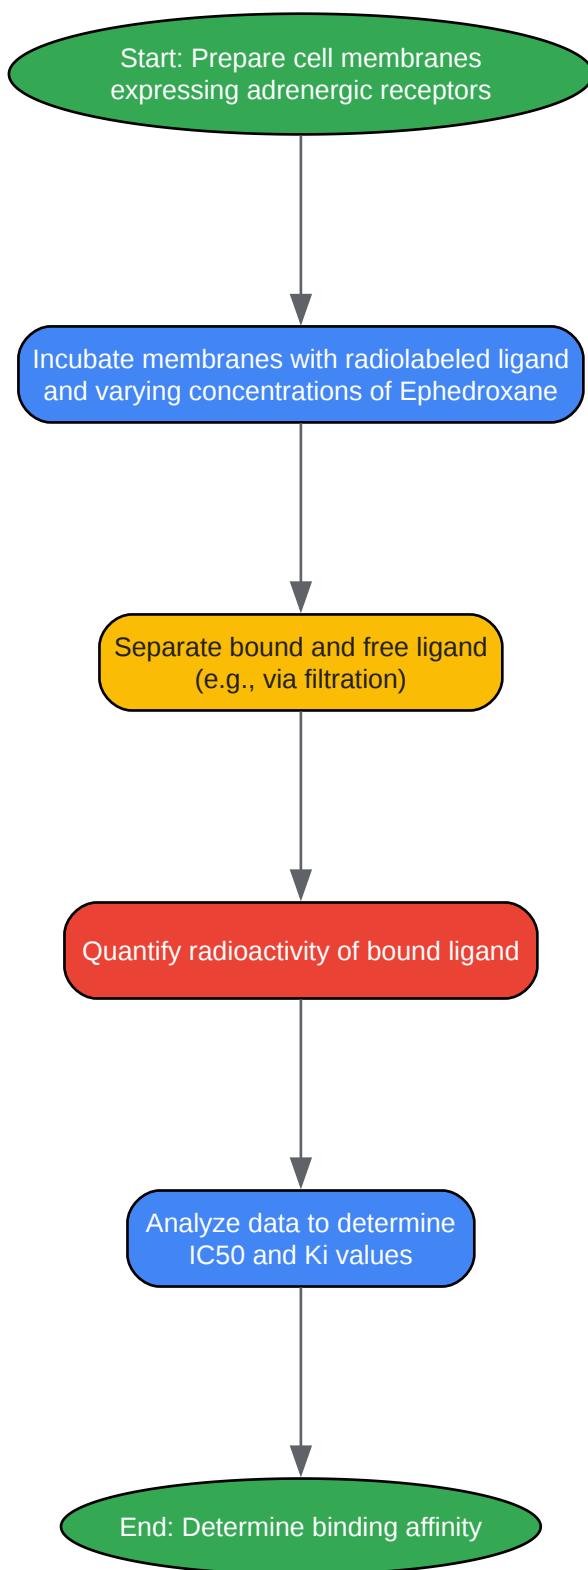 Start: Prepare cell membranes
expressing adrenergic receptors
Incubate membranes with radiolabeled ligand
and varying concentrations of Ephedroxane
Separate bound and free ligand
(e.g., via filtration)
Quantify radioactivity of bound ligand
Analyze data to determine
IC50 and Ki values
End: Determine binding affinity